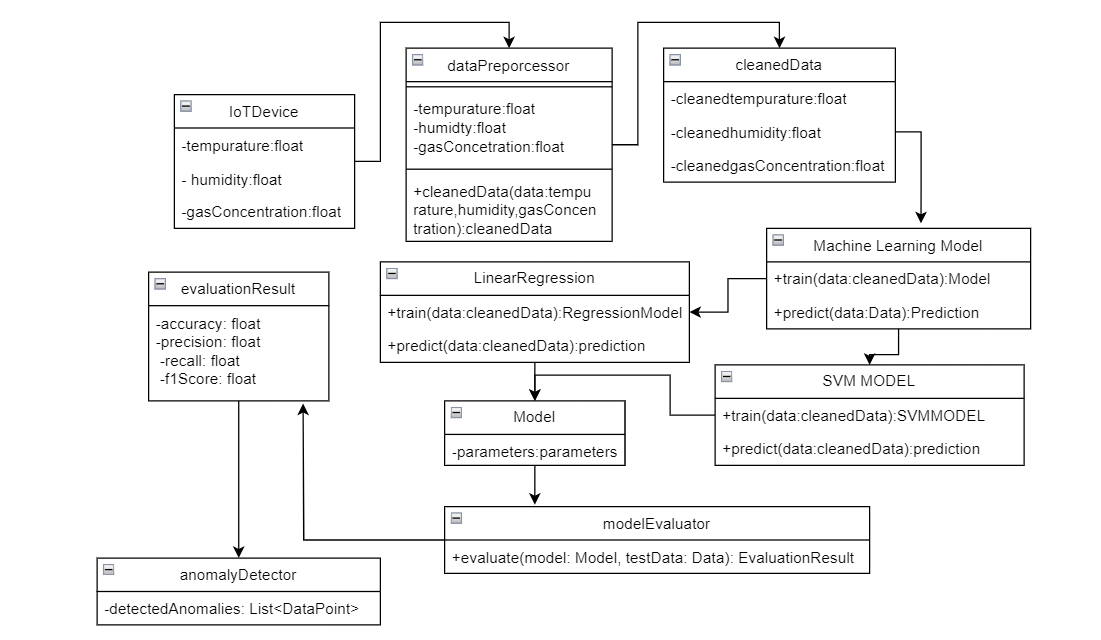 IoTDevice
-tempurature:float
- humidity:float
-gasConcentration:float
dataPreporcessor
-tempurature:float
-humidty:float
-gasConcetration:float
+cleanedData(data:tempu
rature,humidity,gasConcen
tration):cleanedData
cleanedData
-cleanedtempurature:float
-cleanedhumidity:float
-cleanedgasConcentration:float
Machine Learning Model
+train(data:cleanedData):Model
+predict(data:Data):Prediction
LinearRegression
+train(data:cleanedData):RegressionModel
+predict(data:cleanedData):prediction
SVM MODEL
+train(data:cleanedData):SVMMODEL
+predict(data:cleanedData):prediction
Model
-parameters:parameters
modelEvaluator
+evaluate(model: Model, testData: Data): EvaluationResult
evaluationResult
-accuracy: float
-precision: float
-recall: float
-f1Score: float
anomalyDetector
-detectedAnomalies: List<DataPoint>